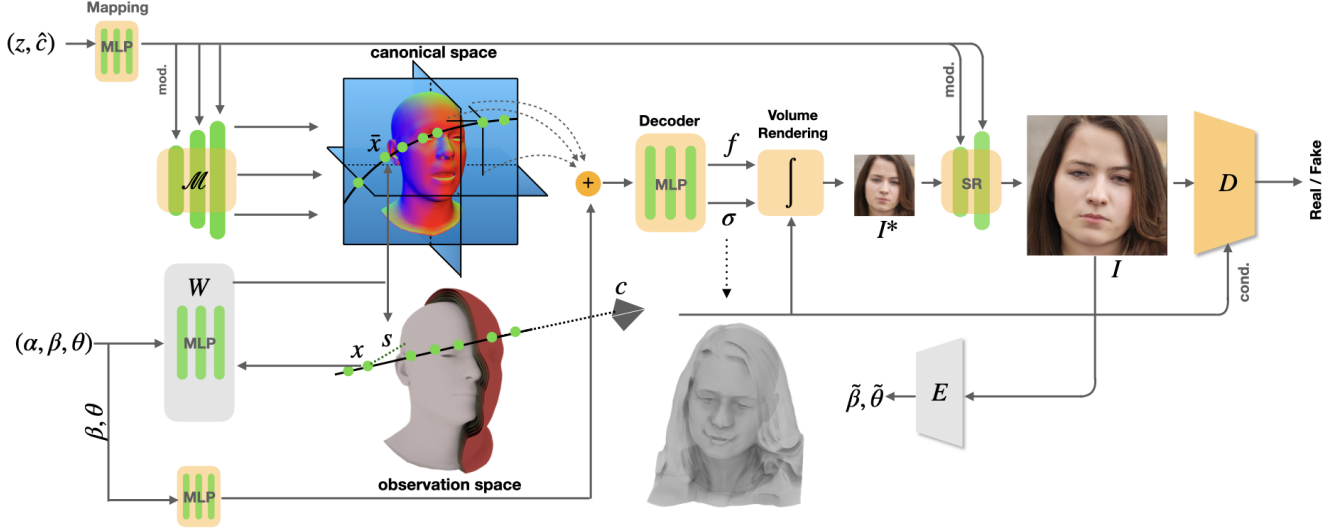 Mapping
(z, ĉ)
MLP
mod.
canonical space
x̄
ℳ
Decoder
MLP
f
σ
Volume
Rendering
∫
+
I*
mod.
SR
I
D
Real / Fake
cond.
W
MLP
(α, β, θ)
β, θ
x
s
c
MLP
observation space
β̃, θ̃
E